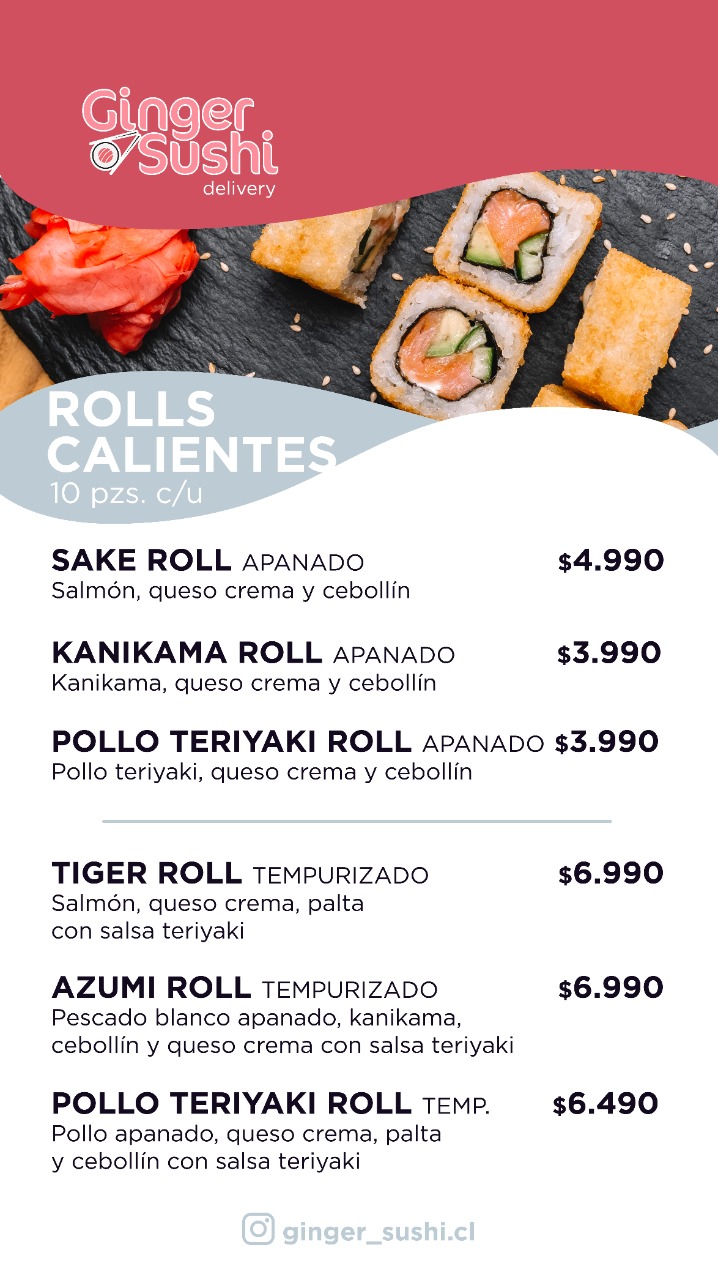 Ginger
Sushi
delivery
ROLLS
CALIENTES
10 pzs. c/u
SAKE ROLL APANADO $4.990
Salmón, queso crema y cebollín
KANIKAMA ROLL APANADO $3.990
Kanikama, queso crema y cebollín
POLLO TERIYAKI ROLL APANADO $3.990
Pollo teriyaki, queso crema y cebollín
TIGER ROLL TEMPURIZADO $6.990
Salmón, queso crema, palta
con salsa teriyaki
AZUMI ROLL TEMPURIZADO $6.990
Pescado blanco apanado, kanikama,
cebollín y queso crema con salsa teriyaki
POLLO TERIYAKI ROLL TEMP. $6.490
Pollo apanado, queso crema, palta
y cebollín con salsa teriyaki
ginger_sushi.cl